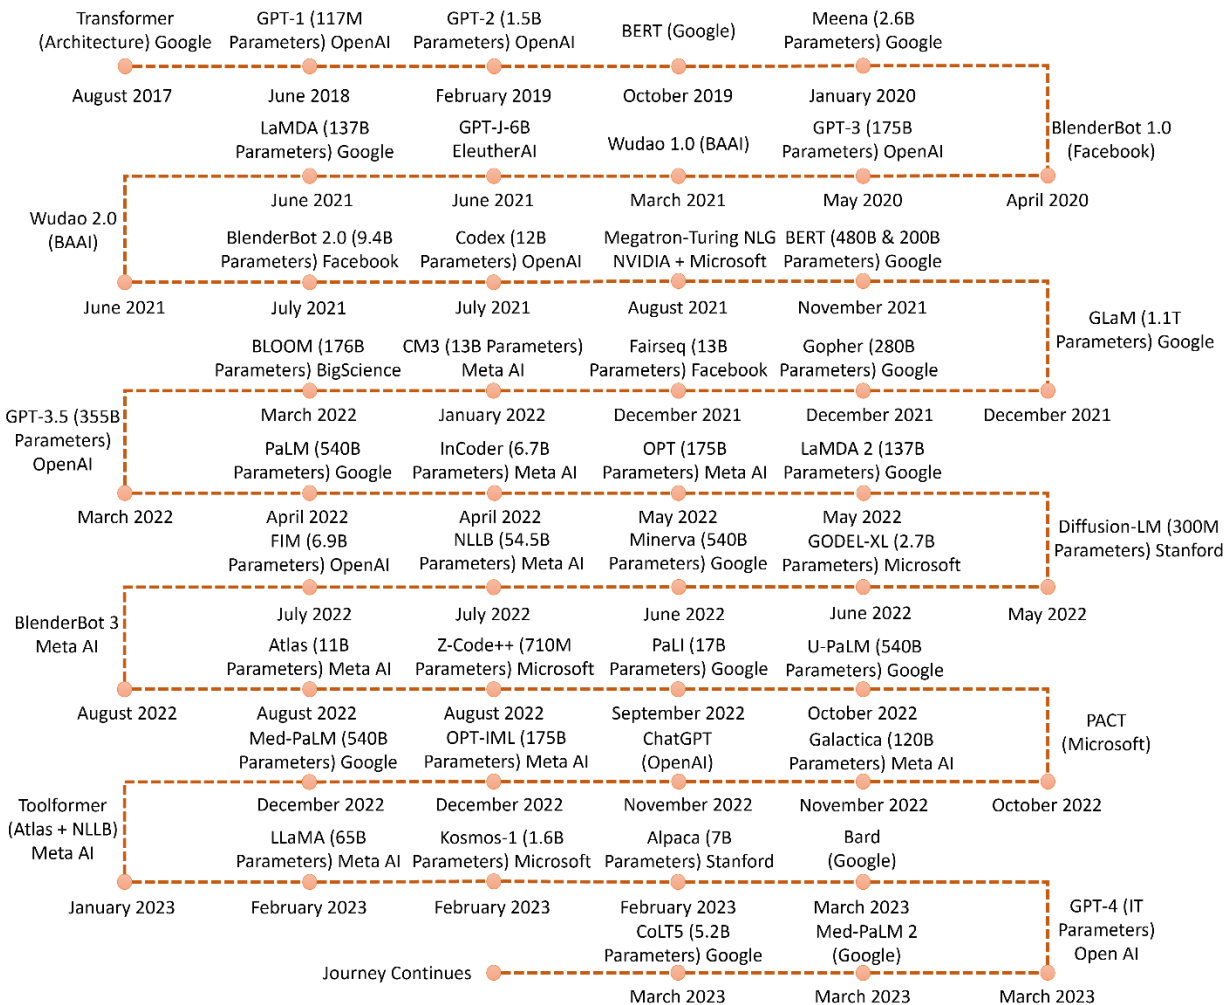 Transformer
(Architecture) Google
August 2017
GPT-1 (117M
Parameters) OpenAI
June 2018
GPT-2 (1.5B
Parameters) OpenAI
February 2019
BERT (Google)
October 2019
Meena (2.6B
Parameters) Google
January 2020
BlenderBot 1.0
(Facebook)
April 2020
GPT-3 (175B
Parameters) OpenAI
May 2020
Wudao 1.0 (BAAI)
March 2021
GPT-J-6B
EleutherAI
June 2021
LaMDA (137B
Parameters) Google
June 2021
Wudao 2.0
(BAAI)
June 2021
BlenderBot 2.0 (9.4B
Parameters) Facebook
July 2021
Codex (12B
Parameters) OpenAI
July 2021
Megatron-Turing NLG
NVIDIA + Microsoft
August 2021
BERT (480B & 200B
Parameters) Google
November 2021
GLaM (1.1T
Parameters) Google
December 2021
Gopher (280B
Parameters) Google
December 2021
Fairseq (13B
Parameters) Facebook
December 2021
CM3 (13B Parameters)
Meta AI
January 2022
BLOOM (176B
Parameters) BigScience
March 2022
GPT-3.5 (355B
Parameters)
OpenAI
March 2022
PaLM (540B
Parameters) Google
April 2022
InCoder (6.7B
Parameters) Meta AI
April 2022
OPT (175B
Parameters) Meta AI
May 2022
LaMDA 2 (137B
Parameters) Google
May 2022
Diffusion-LM (300M
Parameters) Stanford
May 2022
GODEL-XL (2.7B
Parameters) Microsoft
June 2022
Minerva (540B
Parameters) Google
June 2022
NLLB (54.5B
Parameters) Meta AI
July 2022
FIM (6.9B
Parameters) OpenAI
July 2022
BlenderBot 3
Meta AI
August 2022
Atlas (11B
Parameters) Meta AI
August 2022
Z-Code++ (710M
Parameters) Microsoft
August 2022
PaLI (17B
Parameters) Google
September 2022
U-PaLM (540B
Parameters) Google
October 2022
PACT
(Microsoft)
October 2022
Galactica (120B
Parameters) Meta AI
November 2022
ChatGPT
(OpenAI)
November 2022
OPT-IML (175B
Parameters) Meta AI
December 2022
Med-PaLM (540B
Parameters) Google
December 2022
Toolformer
(Atlas + NLLB)
Meta AI
January 2023
LLaMA (65B
Parameters) Meta AI
February 2023
Kosmos-1 (1.6B
Parameters) Microsoft
February 2023
Alpaca (7B
Parameters) Stanford
February 2023
Bard
(Google)
March 2023
GPT-4 (IT
Parameters)
Open AI
March 2023
Med-PaLM 2
(Google)
March 2023
CoLT5 (5.2B
Parameters) Google
March 2023
Journey Continues